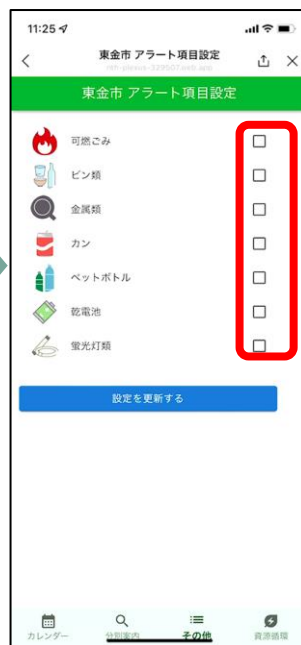 11:25
東金市 アラート項目設定
東金市 アラート項目設定
可燃ごみ
ビン類
金属類
カン
ペットボトル
乾電池
蛍光灯類
設定を更新する
カレンダー
分別案内
その他
資源循環